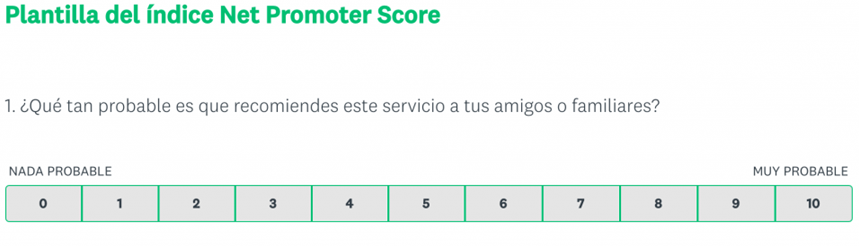 Plantilla del índice Net Promoter Score
1. ¿Qué tan probable es que recomiendes este servicio a tus amigos o familiares?
NADA PROBABLE MUY PROBABLE
0 1 2 3 4 5 6 7 8 9 10